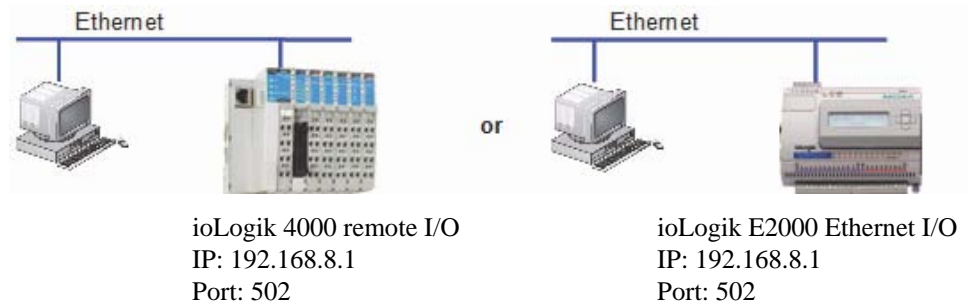 Ethernet
Ethernet
or
ioLogik 4000 remote I/O
IP: 192.168.8.1
Port: 502
ioLogik E2000 Ethernet I/O
IP: 192.168.8.1
Port: 502